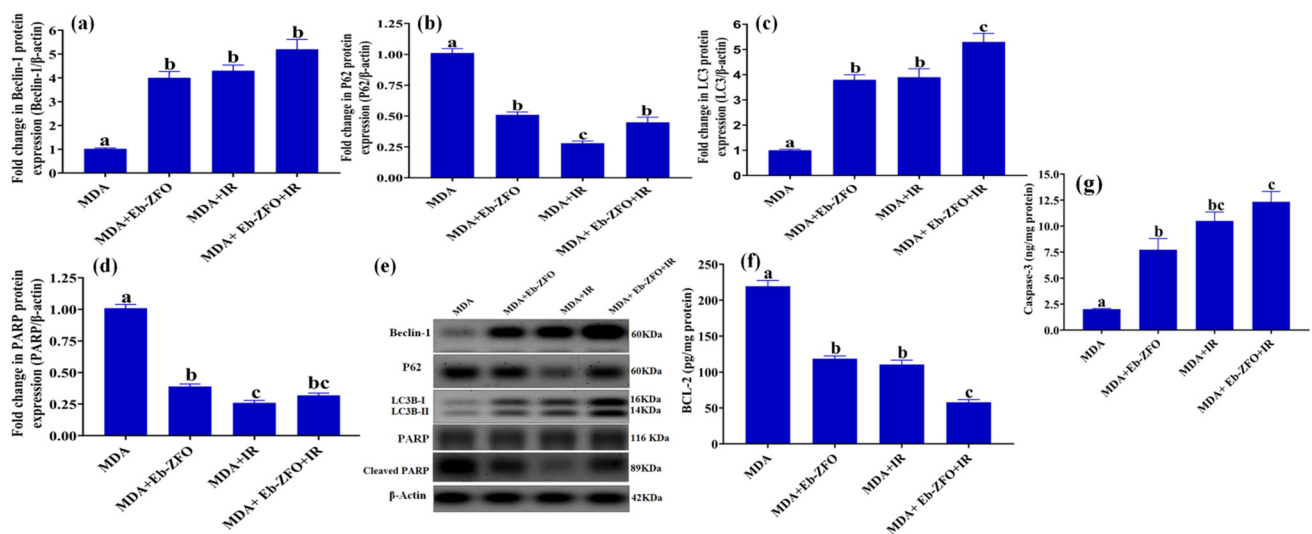 (a)
Fold change in Beclin-1 protein
expression (Beclin-1/β-actin)
6
5
4
3
2
1
0
a
b
b
b
MDA
MDA+Eb-ZFO
MDA+IR
MDA+ Eb-ZFO+IR
(b)
Fold change in P62 protein
expression (P62/β-actin)
1.00
0.75
0.50
0.25
0.00
a
b
c
b
MDA
MDA+Eb-ZFO
MDA+IR
MDA+ Eb-ZFO+IR
(c)
Fold change in LC3 protein
expression (LC3/β-actin)
6
5
4
3
2
1
0
a
b
b
c
MDA
MDA+Eb-ZFO
MDA+IR
MDA+ Eb-ZFO+IR
(d)
Fold change in PARP protein
expression (PARP/β-actin)
1.25
1.00
0.75
0.50
0.25
0.00
a
b
c
bc
MDA
MDA+Eb-ZFO
MDA+IR
MDA+ Eb-ZFO+IR
(e)
MDA
MDA+Eb-ZFO
MDA+IR
MDA+ Eb-ZFO+IR
Beclin-1 60KDa
P62 60KDa
LC3B-I 16KDa
LC3B-II 14KDa
PARP 116 KDa
Cleaved PARP 89KDa
β-Actin 42KDa
(f)
BCL-2 (pg/mg protein)
250
200
150
100
50
0
a
b
b
c
MDA
MDA+Eb-ZFO
MDA+IR
MDA+ Eb-ZFO+IR
(g)
Caspase-3 (ng/mg protein)
15.0
12.5
10.0
7.5
5.0
2.5
0.0
a
b
bc
c
MDA
MDA+Eb-ZFO
MDA+IR
MDA+ Eb-ZFO+IR